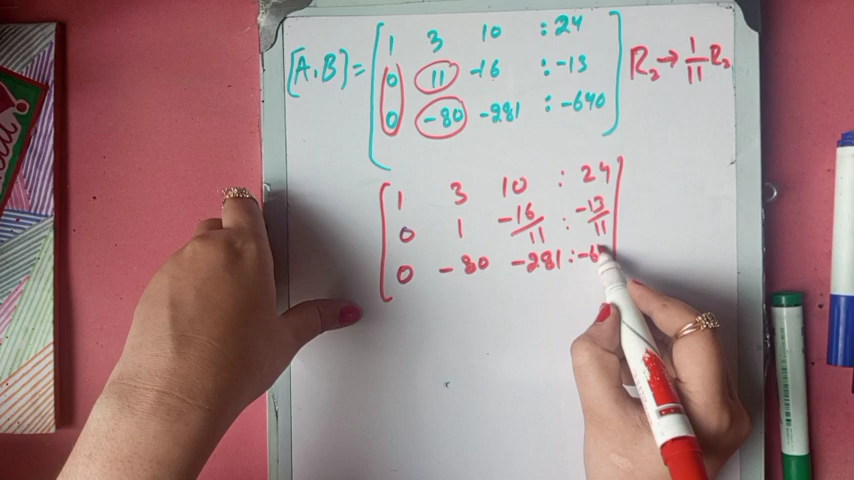 1 3 10 : 24
[A,B] = 0 11 -16 : -13 R₂→1/11 R₂
0 -80 -281 : -640
1 3 10 : 24
0 1 -16/11 : -13/11
0 -80 -281 : -6